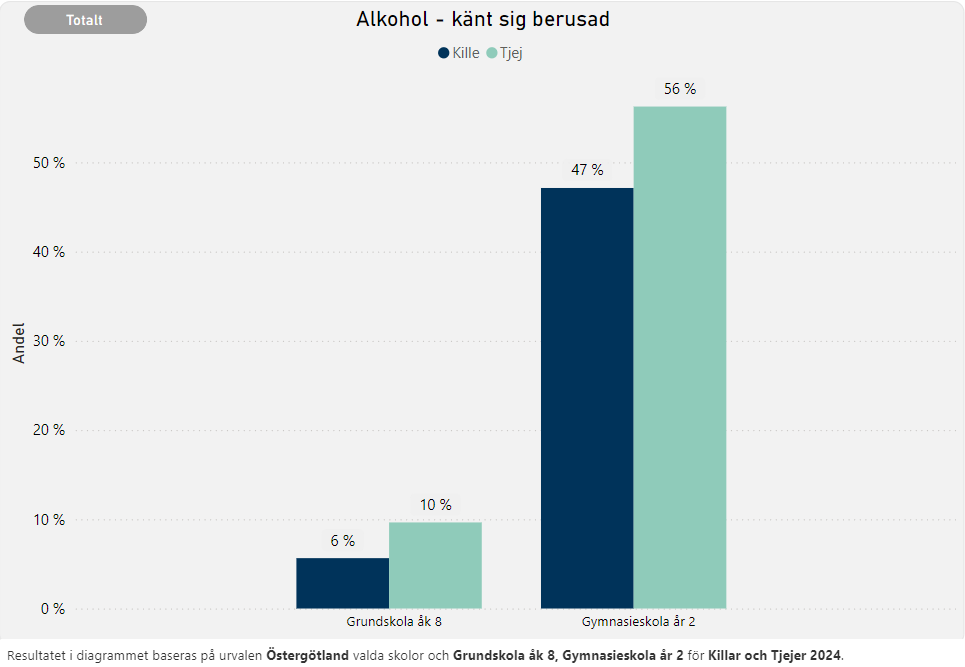 Totalt
Alkohol - känt sig berusad
Kille Tjej
56 %
50 %
47 %
40 %
Andel
30 %
20 %
10 %
10 %
6 %
0 %
Grundskola åk 8 Gymnasieskola år 2
Resultatet i diagrammet baseras på urvalen Östergötland valda skolor och Grundskola åk 8, Gymnasieskola år 2 för Killar och Tjejer 2024.